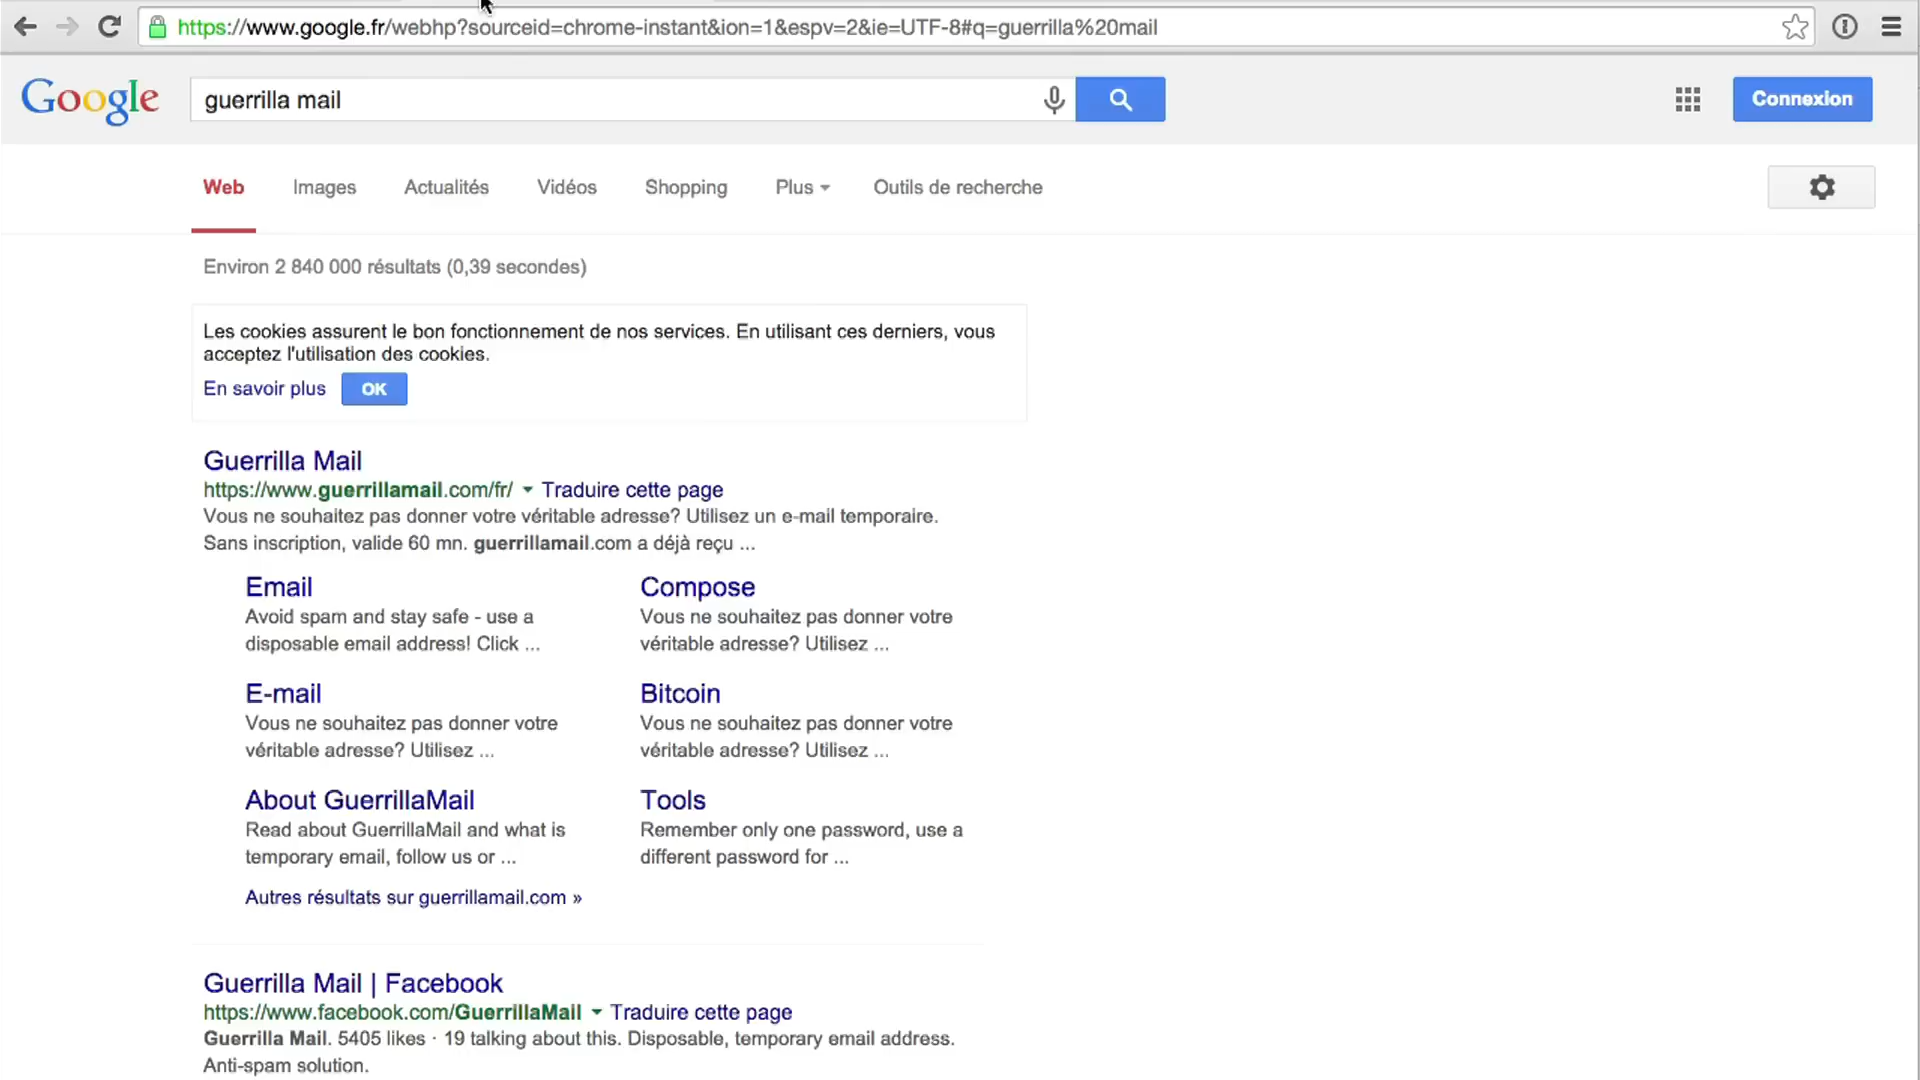 https://www.google.fr/webhp?sourceid=chrome-instant&ion=1&espv=2&ie=UTF-8#q=guerrilla%20mail
Google
guerrilla mail
Connexion
Web Images Actualités Vidéos Shopping Plus Outils de recherche
Environ 2 840 000 résultats (0,39 secondes)
Les cookies assurent le bon fonctionnement de nos services. En utilisant ces derniers, vous
acceptez l'utilisation des cookies.
En savoir plus OK
Guerrilla Mail
https://www.guerrillamail.com/fr/ Traduire cette page
Vous ne souhaitez pas donner votre véritable adresse? Utilisez un e-mail temporaire.
Sans inscription, valide 60 mn. guerrillamail.com a déjà reçu ...
Email
Avoid spam and stay safe - use a
disposable email address! Click ...
Compose
Vous ne souhaitez pas donner votre
véritable adresse? Utilisez ...
E-mail
Vous ne souhaitez pas donner votre
véritable adresse? Utilisez ...
Bitcoin
Vous ne souhaitez pas donner votre
véritable adresse? Utilisez ...
About GuerrillaMail
Read about GuerrillaMail and what is
temporary email, follow us or ...
Tools
Remember only one password, use a
different password for ...
Autres résultats sur guerrillamail.com »
Guerrilla Mail | Facebook
https://www.facebook.com/GuerrillaMail Traduire cette page
Guerrilla Mail. 5405 likes · 19 talking about this. Disposable, temporary email address.
Anti-spam solution.